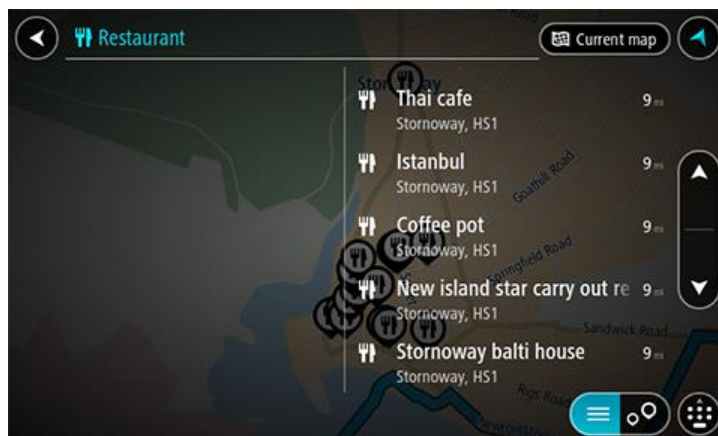 Restaurant
Current map
Stornoway
Thai cafe 9 mi
Stornoway, HS1
Istanbul 9 mi
Stornoway, HS1
Goathill Road
Coffee pot 9 mi
Stornoway, HS1
Springfield Road
New island star carry out re 9 mi
Stornoway, HS1
Sandwick Road
Stornoway balti house 9 mi
Stornoway, HS1
Rigs Road